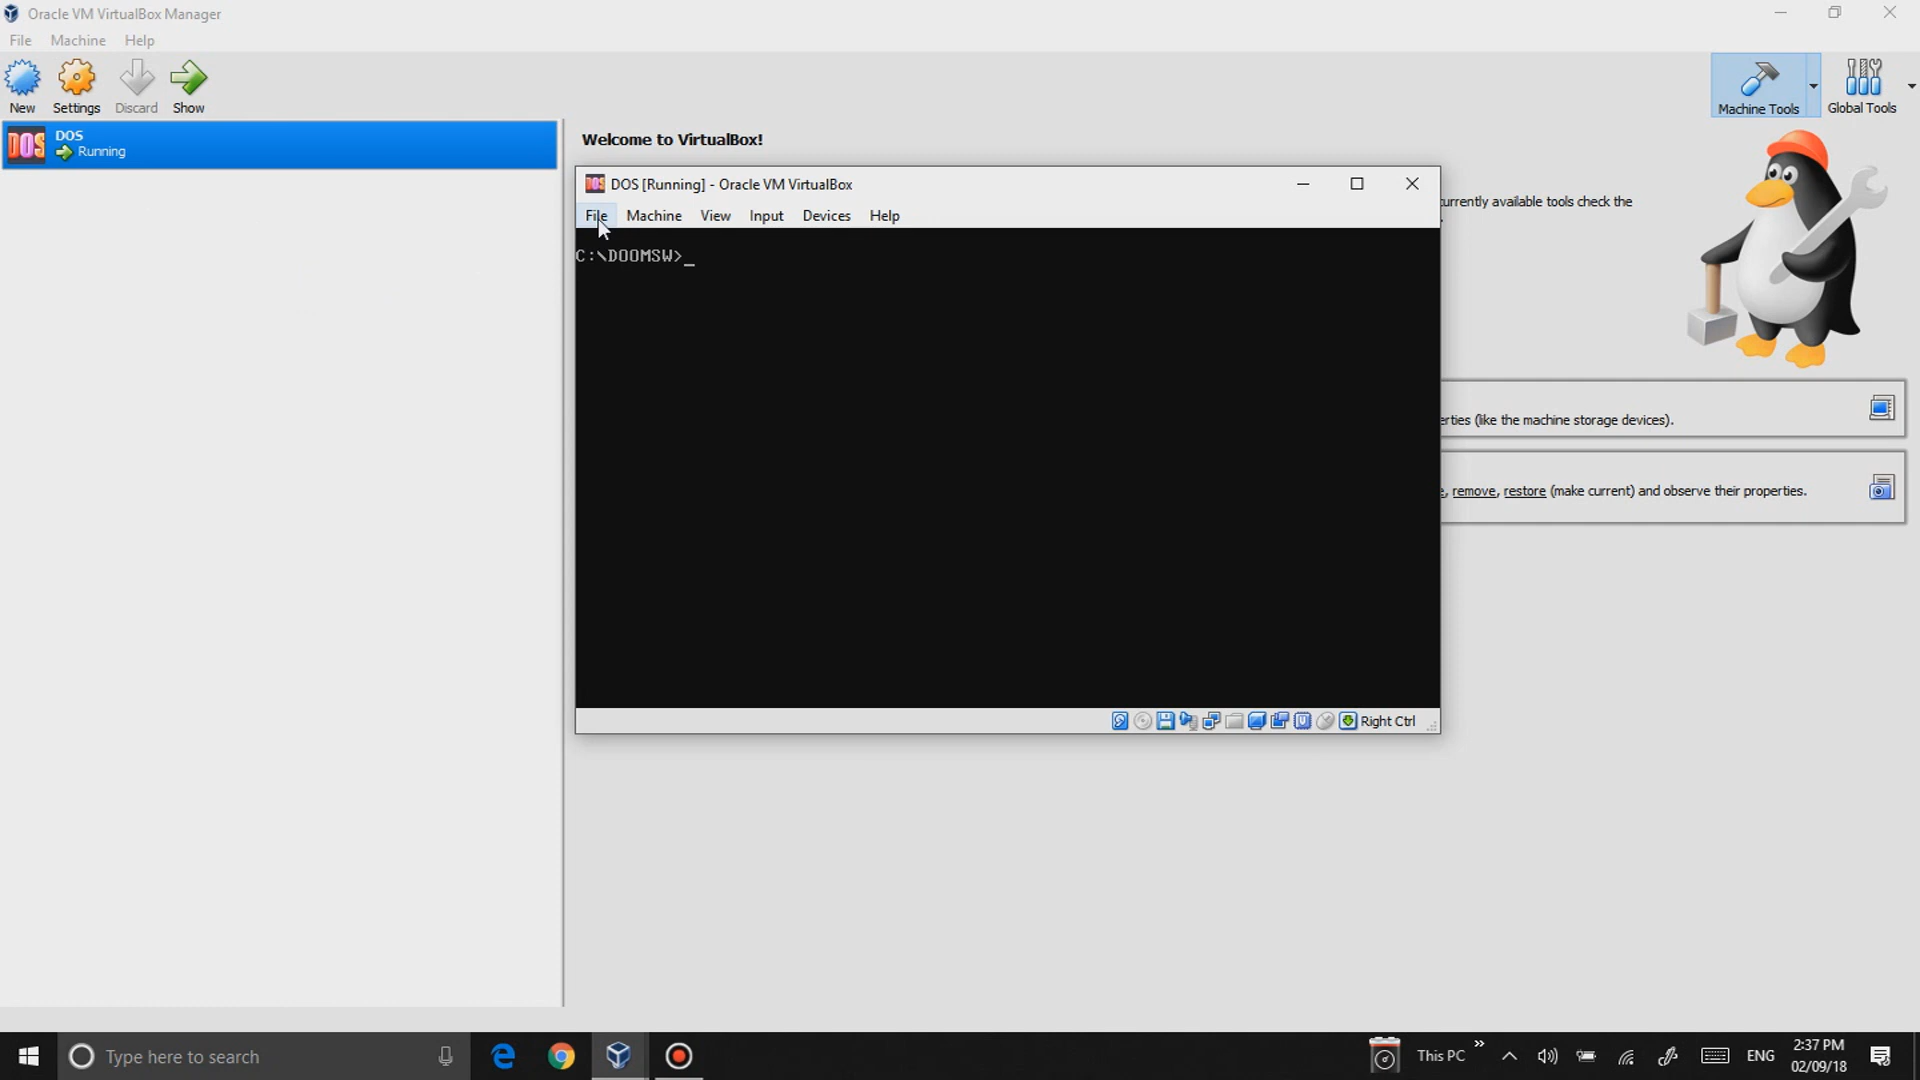 Oracle VM VirtualBox Manager
File Machine Help
New Settings Discard Show
Machine Tools Global Tools
DOS
DOS
Running
Welcome to VirtualBox!
urrently available tools check the
DOS [Running] - Oracle VM VirtualBox
File Machine View Input Devices Help
C:\DOOMSW>_
erties (like the machine storage devices).
, remove, restore (make current) and observe their properties.
Right Ctrl
Type here to search
This PC
ENG
2:37 PM
02/09/18